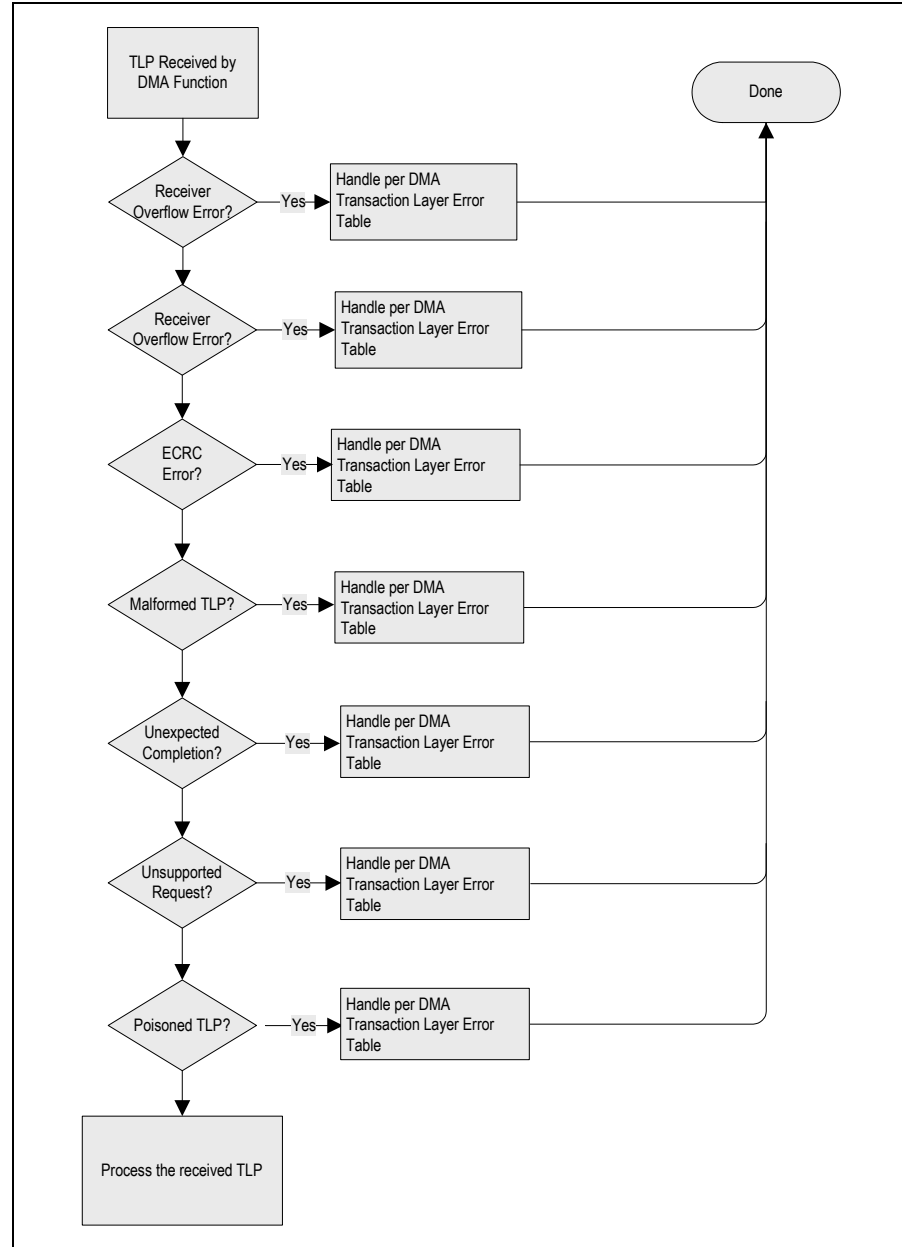 TLP Received by
DMA Function
Done
Receiver
Overflow Error?
Yes
Handle per DMA
Transaction Layer Error
Table
Receiver
Overflow Error?
Yes
Handle per DMA
Transaction Layer Error
Table
ECRC
Error?
Yes
Handle per DMA
Transaction Layer Error
Table
Malformed TLP?
Yes
Handle per DMA
Transaction Layer Error
Table
Unexpected
Completion?
Yes
Handle per DMA
Transaction Layer Error
Table
Unsupported
Request?
Yes
Handle per DMA
Transaction Layer Error
Table
Poisoned TLP?
Yes
Handle per DMA
Transaction Layer Error
Table
Process the received TLP